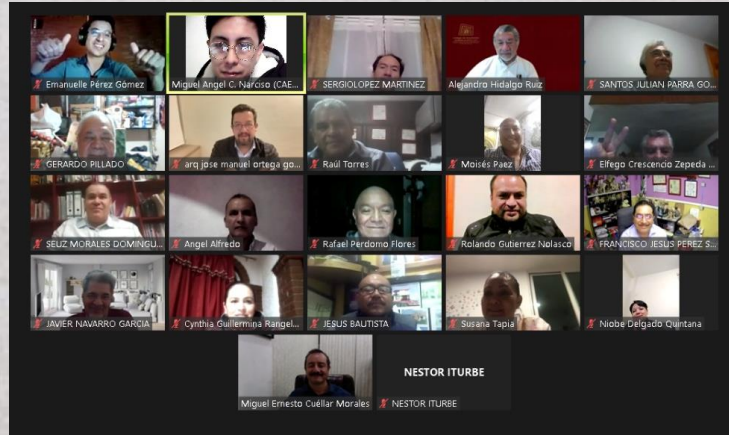 Emanuelle Pérez Gómez
Miguel Angel C. Narciso (CAE...
SERGIOLOPEZ MARTINEZ
Alejandro Hidalgo Ruiz
SANTOS JULIAN PARRA GO...
GERARDO PILLADO
arq jose manuel ortega go...
Raúl Torres
Moisés Paez
Elfego Crescencio Zepeda ...
SEUZ MORALES DOMINGU...
Angel Alfredo
Rafael Perdomo Flores
Rolando Gutierrez Nolasco
FRANCISCO JESUS PEREZ S...
JAVIER NAVARRO GARCIA
Cynthia Guillermina Rangel...
JESUS BAUTISTA
Susana Tapia
Niobe Delgado Quintana
Miguel Ernesto Cuéllar Morales
NESTOR ITURBE
NESTOR ITURBE